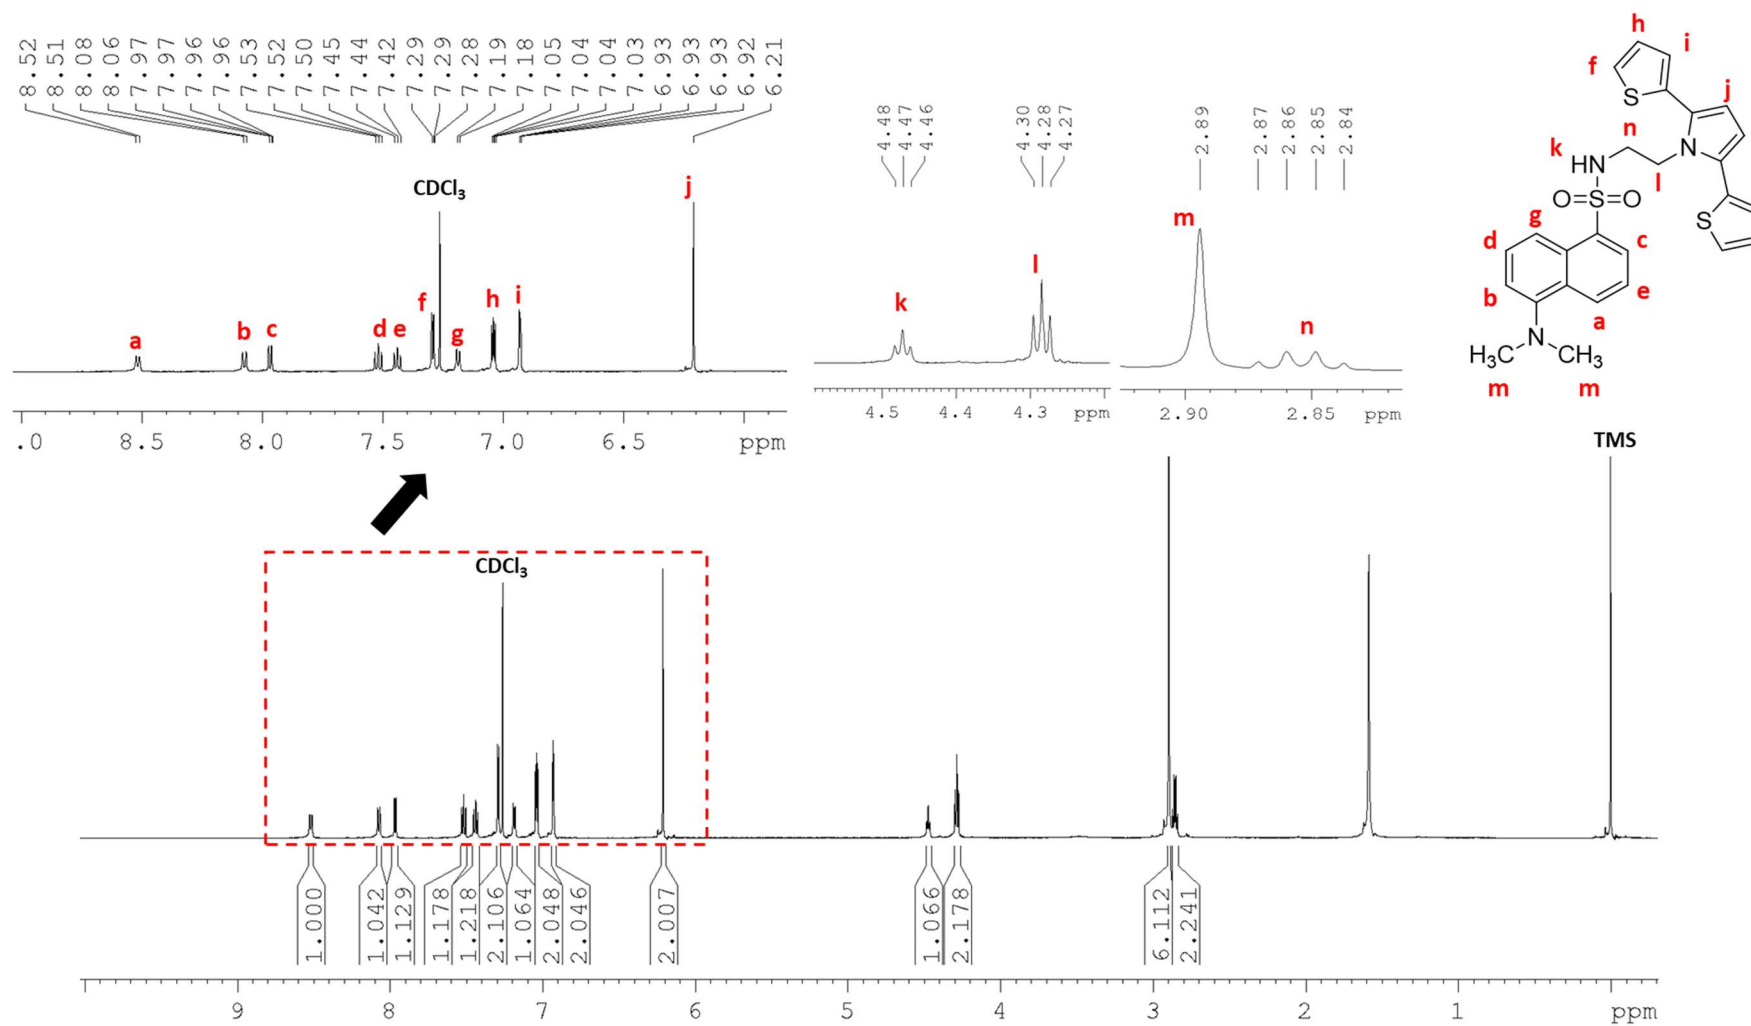 8.52
8.51
8.08
8.06
7.97
7.97
7.96
7.96
7.53
7.52
7.50
7.45
7.44
7.42
7.29
7.29
7.28
7.19
7.18
7.05
7.04
7.04
7.03
6.93
6.93
6.93
6.92
6.21
CDCl3
a
b
c
d
e
f
g
h
i
j
.0 8.5 8.0 7.5 7.0 6.5 ppm
4.48
4.47
4.46
4.30
4.28
4.27
k
l
4.5 4.4 4.3 ppm
2.89
2.87
2.86
2.85
2.84
m
n
2.90 2.85 ppm
h
i
f
S
j
n
k
HN
N
l
O=S=O
S
g
d
c
b
e
a
N
H3C CH3
m m
TMS
CDCl3
1.000
1.042
1.129
1.178
1.218
2.106
1.064
2.048
2.046
2.007
1.066
2.178
6.112
2.241
9 8 7 6 5 4 3 2 1 ppm